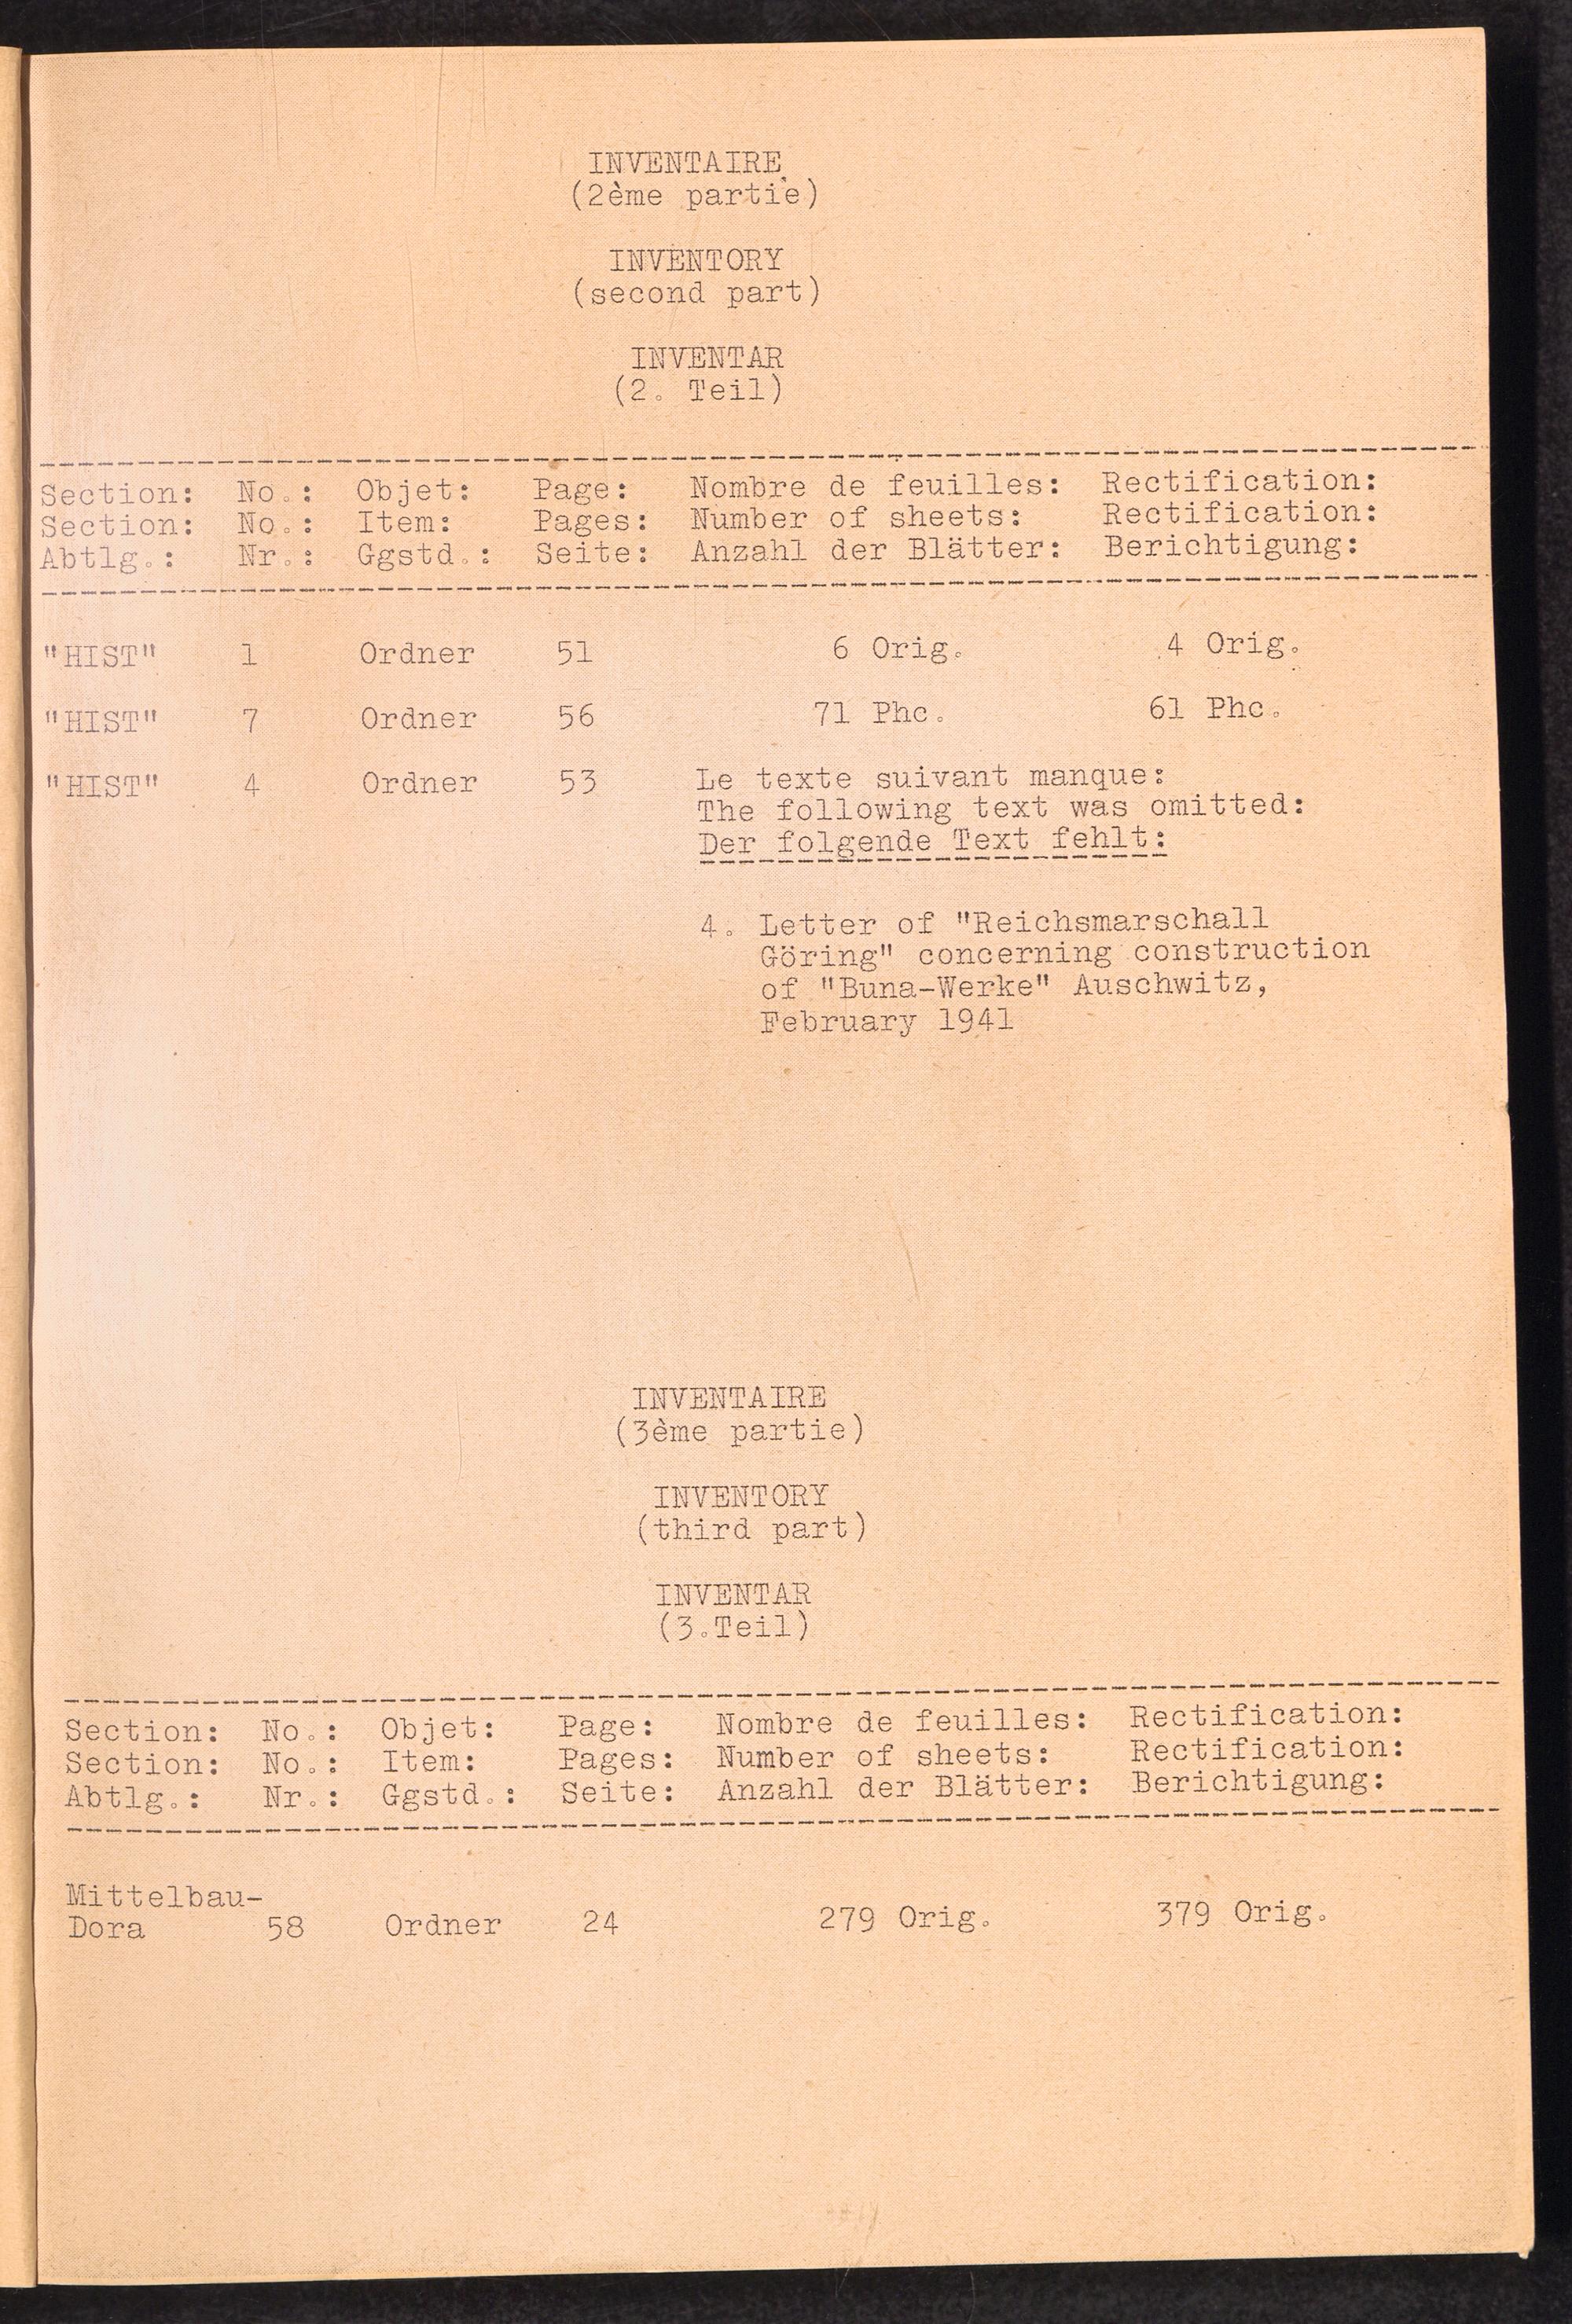 INVENTAIRE
(2ème partie)
INVENTORY
(second part)
INVENTAR
(2. Teil)
Section: No.: Objet: Page: Nombre de feuilles: Rectification:
Section: No.: Item: Pages: Number of sheets: Rectification:
Abtlg.: Nr.: Ggstd.: Seite: Anzahl der Blätter: Berichtigung:
"HIST" 1 Ordner 51 6 Orig. 4 Orig.
"HIST" 7 Ordner 56 71 Phc. 61 Phc.
"HIST" 4 Ordner 53 Le texte suivant manque:
The following text was omitted:
Der folgende Text fehlt:
4. Letter of "Reichsmarschall
Göring" concerning construction
of "Buna-Werke" Auschwitz,
February 1941
INVENTAIRE
(3ème partie)
INVENTORY
(third part)
INVENTAR
(3.Teil)
Section: No.: Objet: Page: Nombre de feuilles: Rectification:
Section: No.: Item: Pages: Number of sheets: Rectification:
Abtlg.: Nr.: Ggstd.: Seite: Anzahl der Blätter: Berichtigung:
Mittelbau-
Dora 58 Ordner 24 279 Orig. 379 Orig.